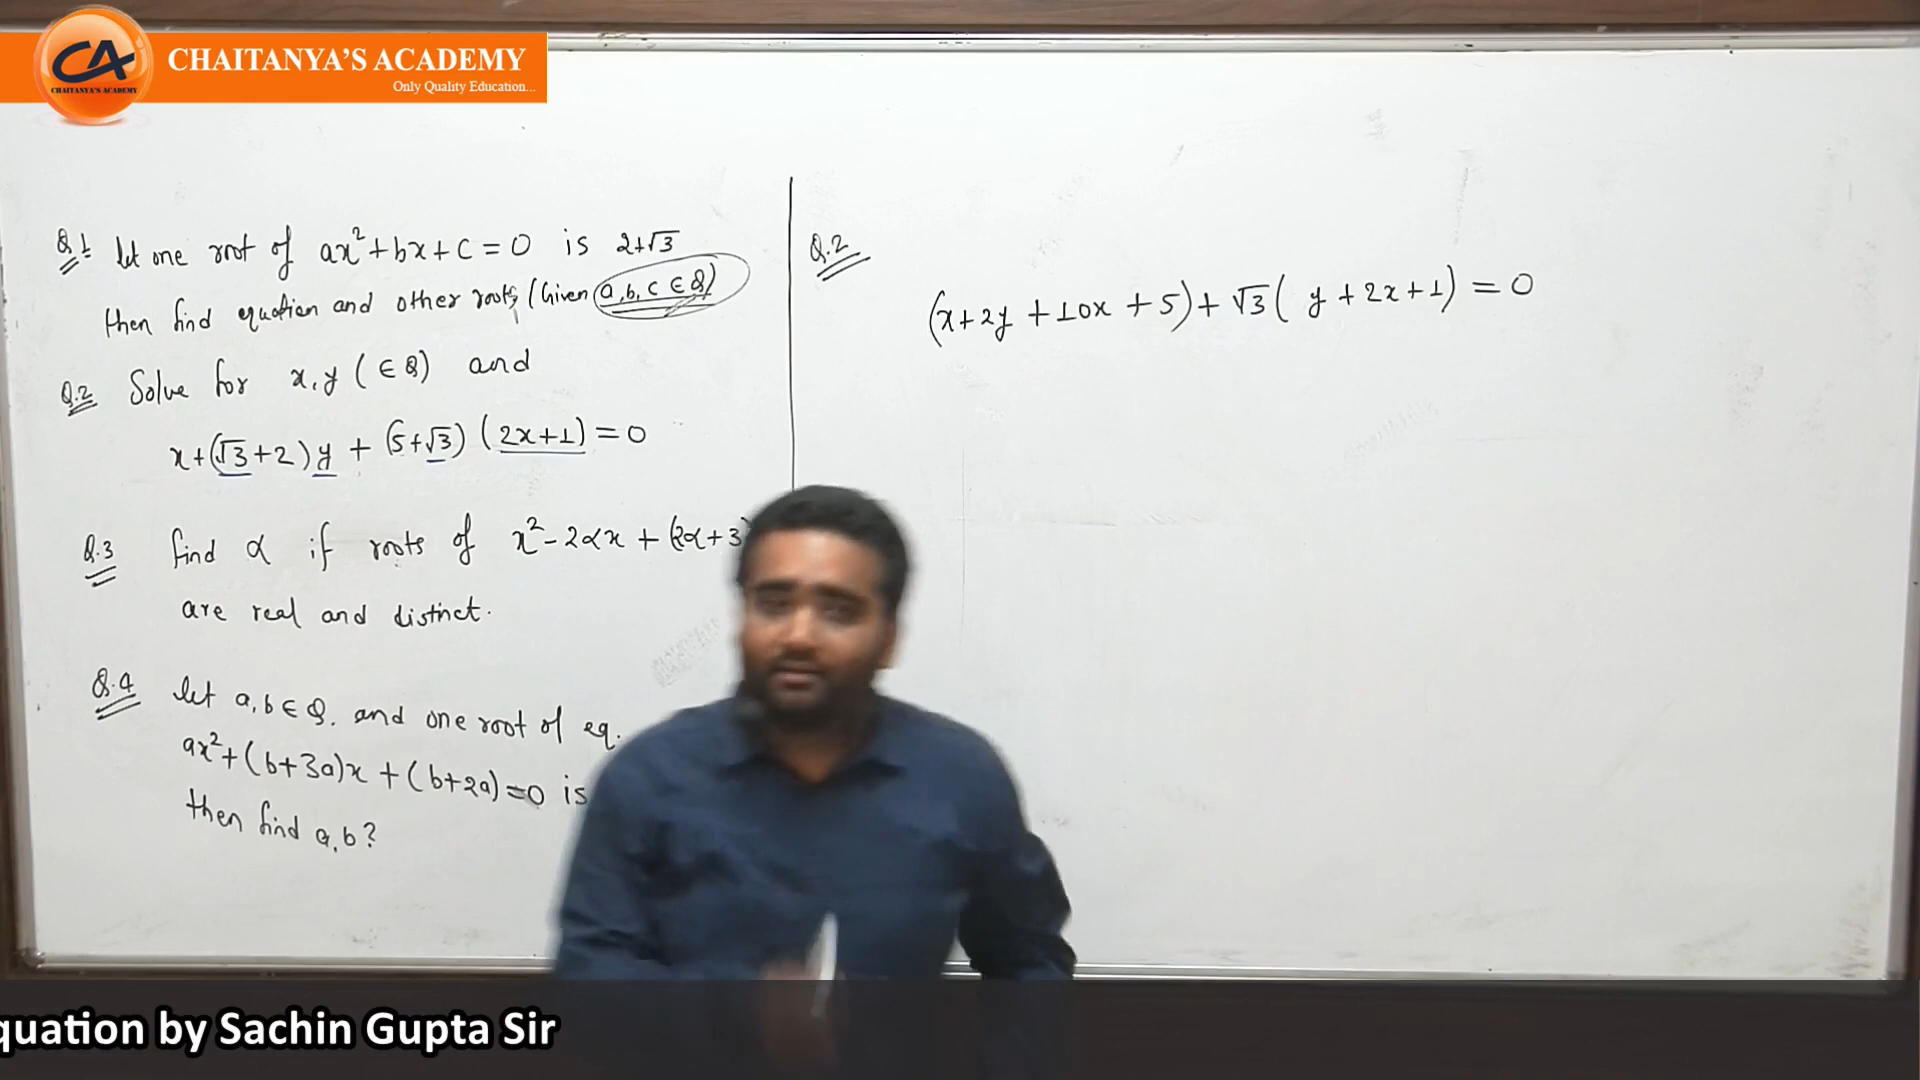 CA
CHAITANYA'S ACADEMY
CHAITANYA'S ACADEMY
Only Quality Education...
Q.1 let one root of ax²+bx+c=0 is 2+√3
then find equation and other roots (Given a,b,c ∈ Q)
Q.2 Solve for x,y (∈ Q) and
x+(√3+2)y + (5+√3) (2x+1) = 0
Q.3 find α if roots of x²-2αx + (2α+3)
are real and distinct.
Q.4 let a,b ∈ Q. and one root of eq.
ax²+(b+3a)x+(b+2a)=0 is
then find a,b?
Q.2
(x+2y+10x+5)+√3(y+2x+1)=0
quation by Sachin Gupta Sir